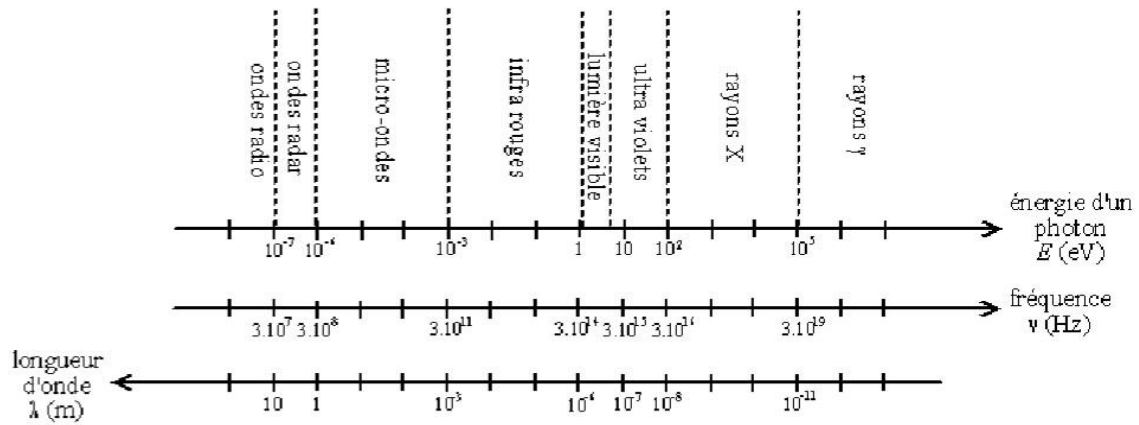 ondes radio
ondes radar
micro-ondes
infra rouges
lumière visible
ultra violets
rayons X
rayons γ
énergie d'un
photon
E (eV)
10⁻⁷ 10⁻⁶ 10⁻³ 1 10 10² 10⁵
fréquence
ν (Hz)
3.10⁷ 3.10⁸ 3.10¹¹ 3.10¹⁴ 3.10¹⁵ 3.10¹⁶ 3.10¹⁹
longueur
d'onde
λ (m)
10 1 10³ 10⁻⁶ 10⁻⁷ 10⁻⁸ 10⁻¹¹